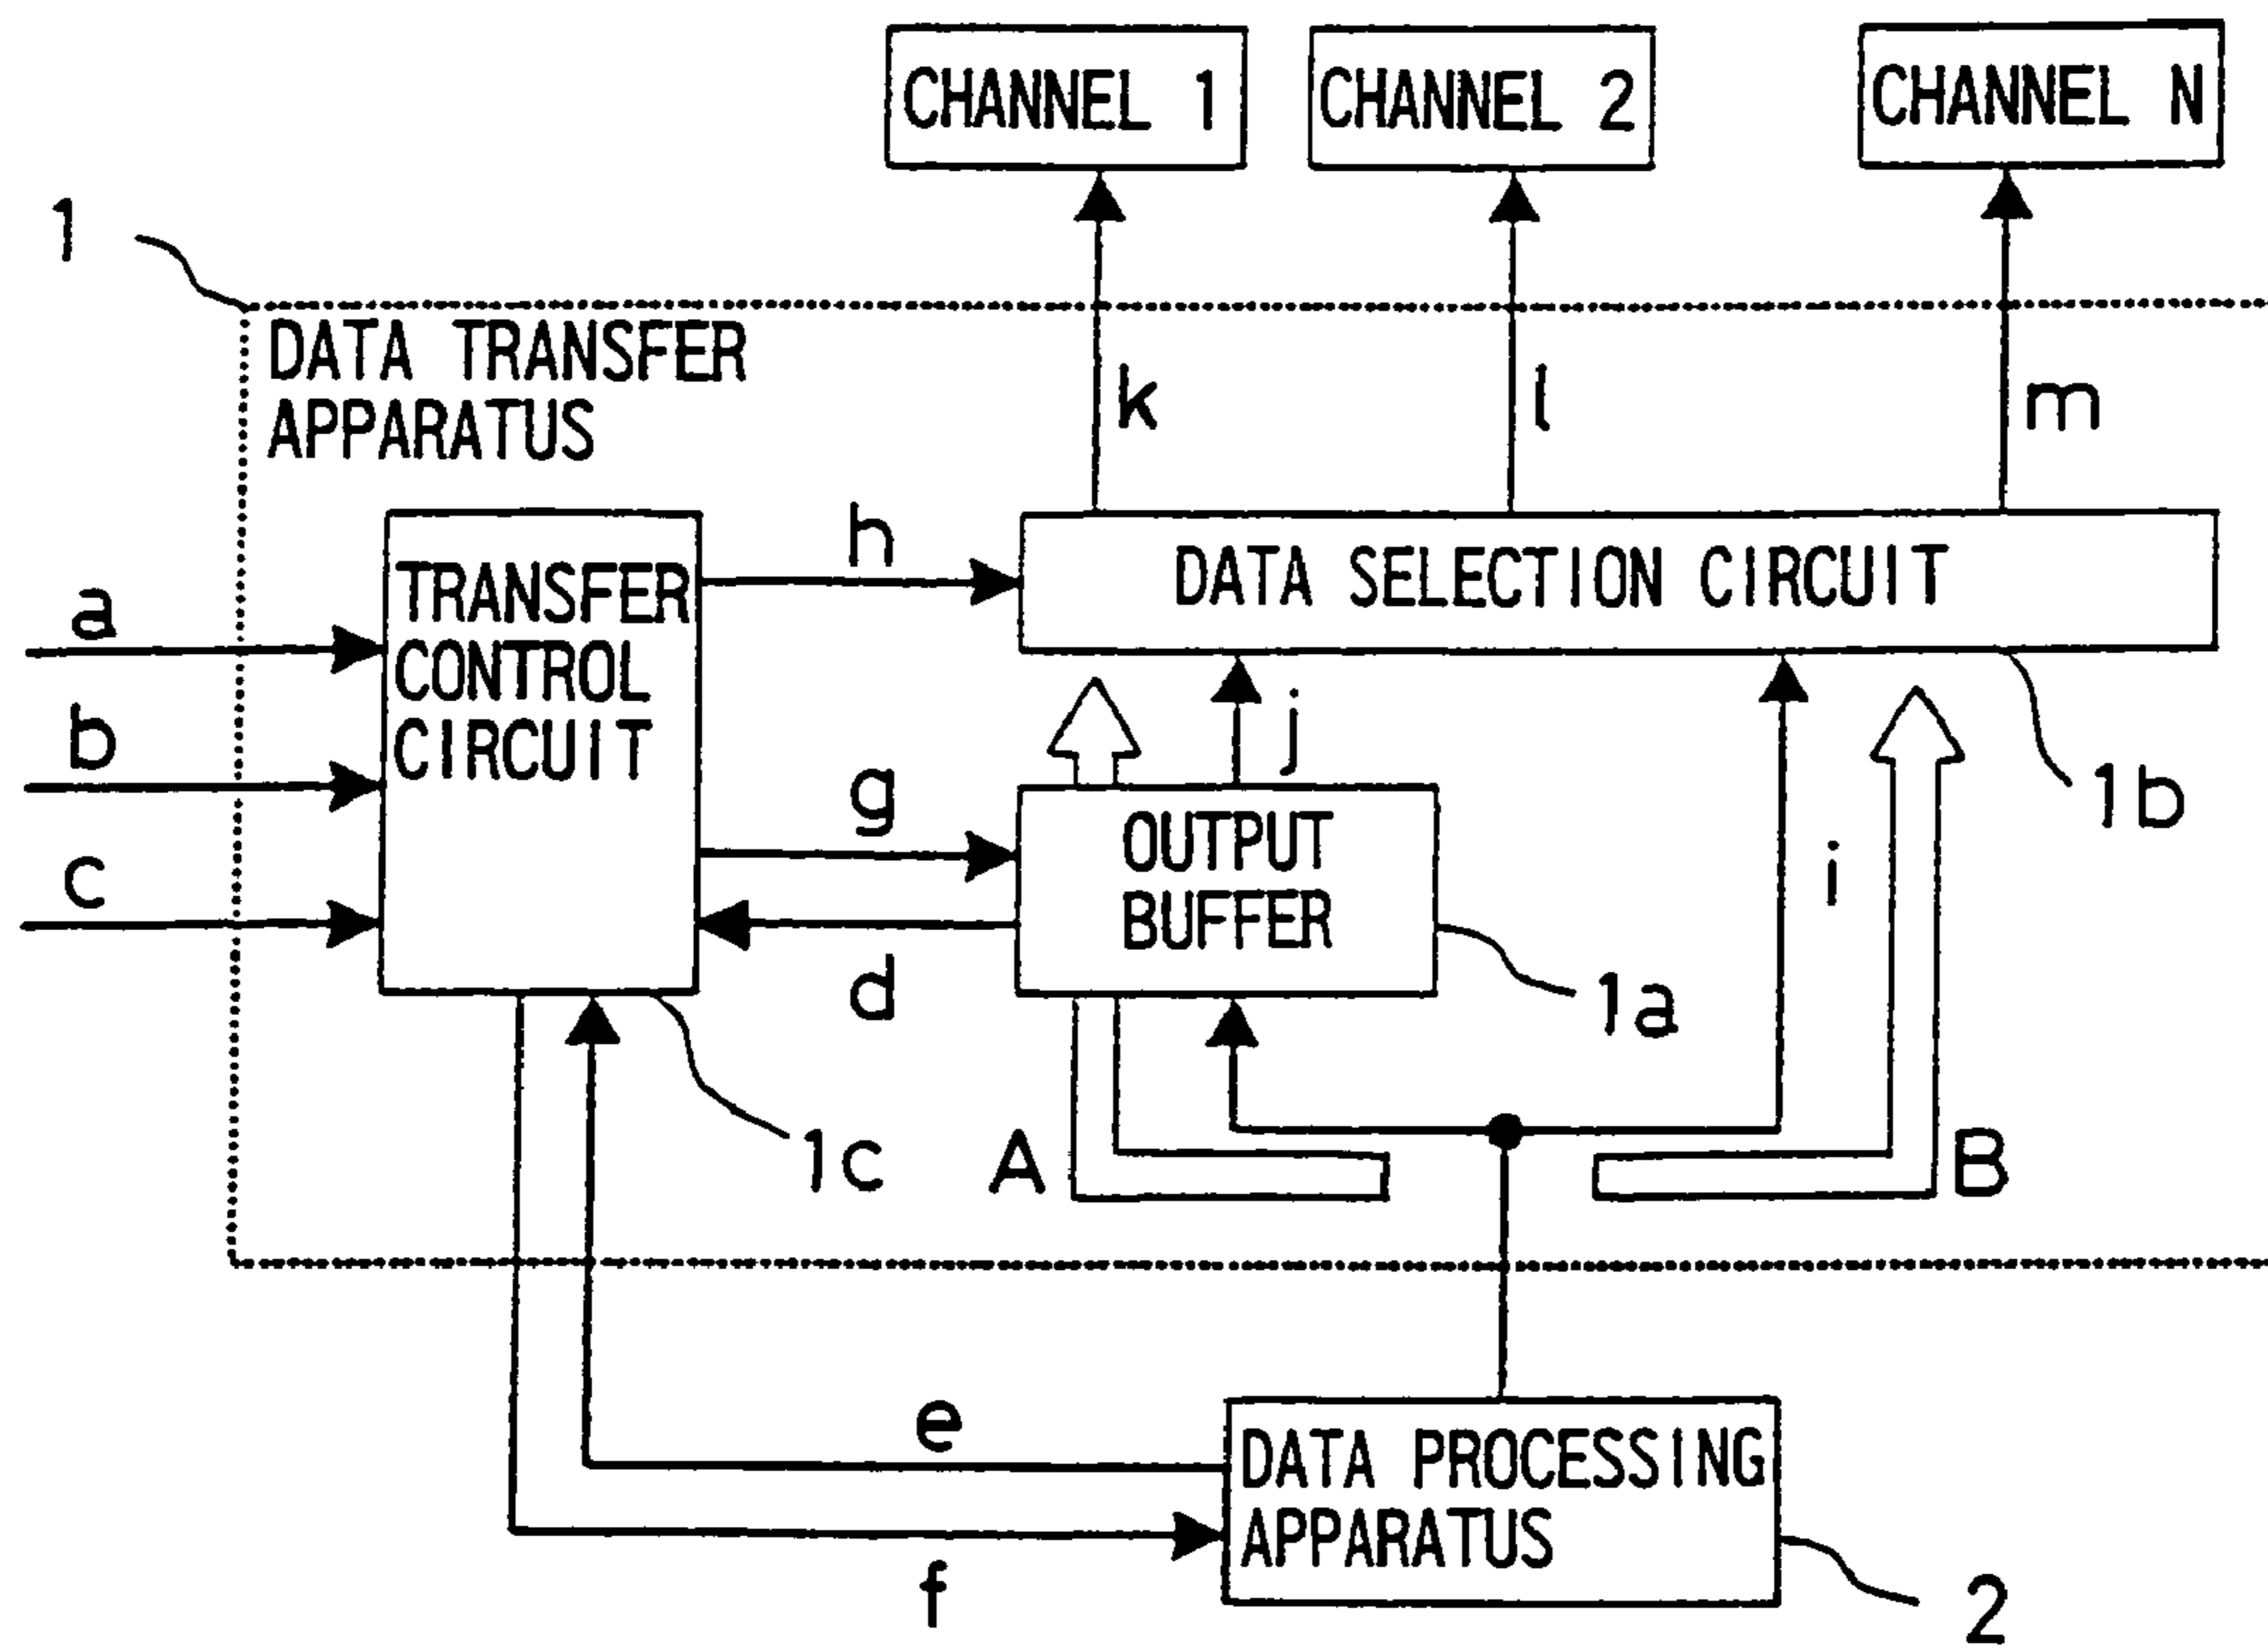 CHANNEL 1
CHANNEL 2
CHANNEL N
1
DATA TRANSFER
APPARATUS
k
l
m
h
TRANSFER
CONTROL
CIRCUIT
DATA SELECTION CIRCUIT
a
b
c
j
g
OUTPUT
BUFFER
i
1b
d
1a
1c
A
B
e
DATA PROCESSING
APPARATUS
f
2